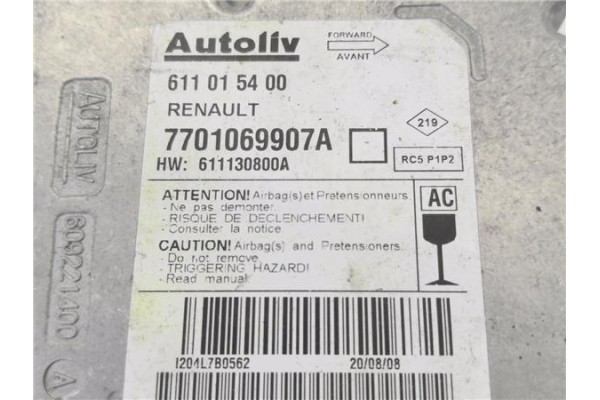 Autoliv
FORWARD
AVANT
611 01 54 00
RENAULT
7701069907A
219
HW: 611130800A
RC5 P1P2
ATTENTION! Airbag(s)et Pretensionneurs
- Ne pas demonter.
- RISQUE DE DECLENCHEMENT!
- Consulter la notice.
AC
CAUTION! Airbag(s) and Pretensioners.
- Do not remove.
- TRIGGERING HAZARD!
- Read manual.
I204L7B0562
20/08/08
AUTOLIV
609221400